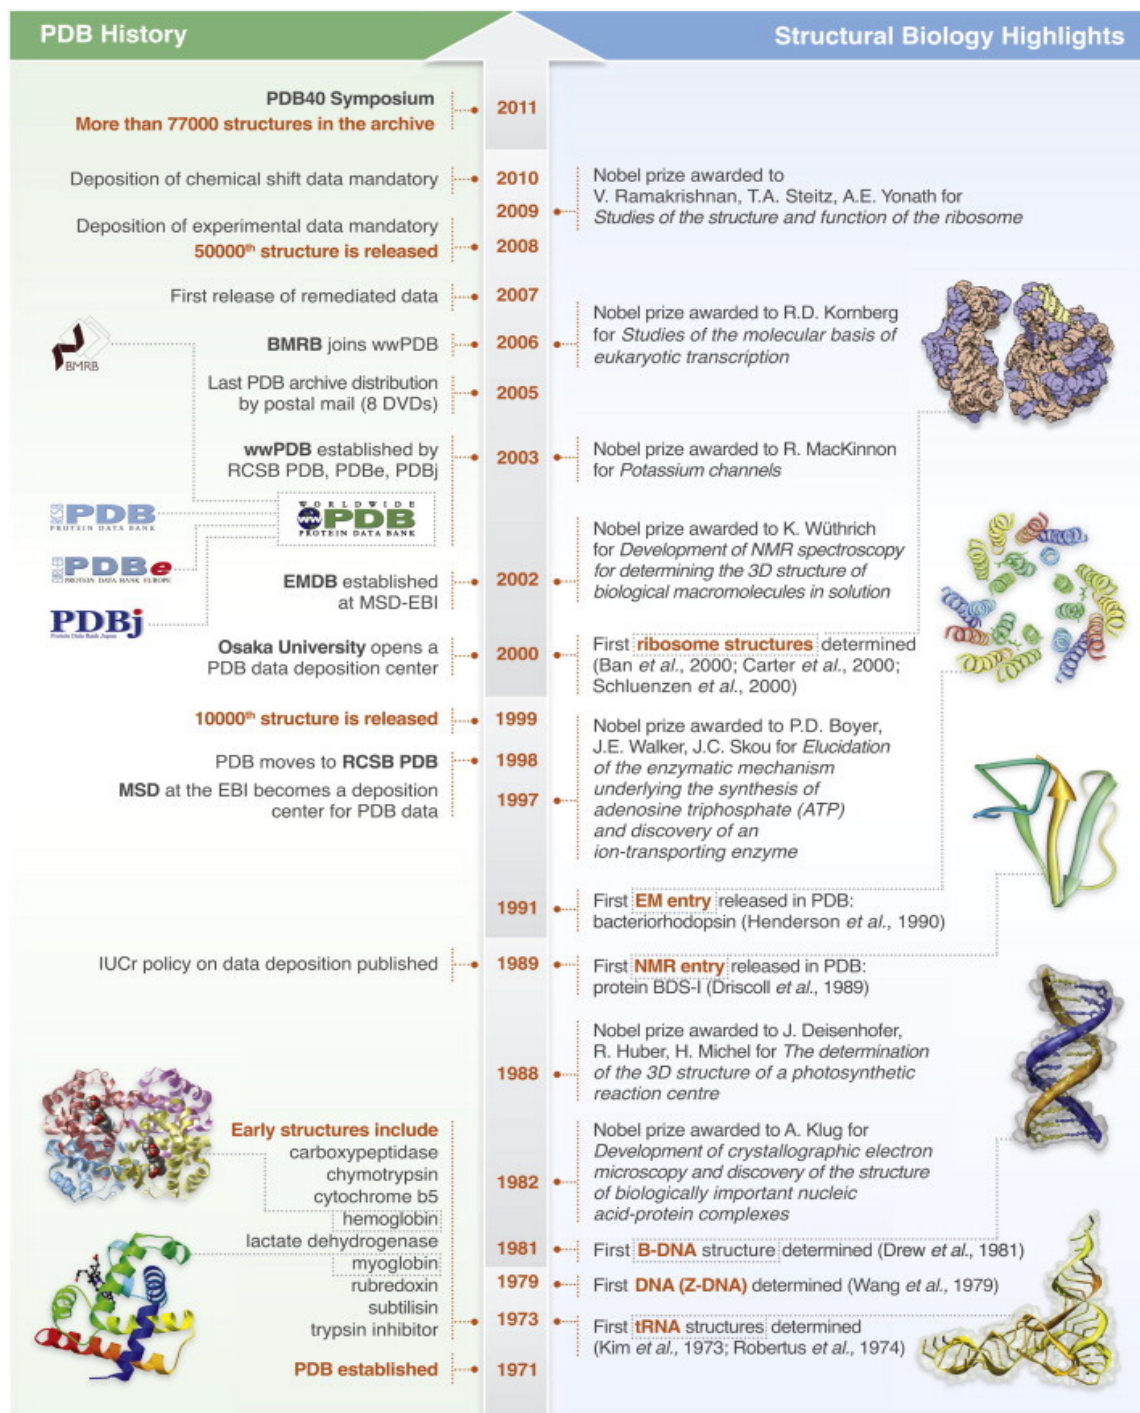 PDB History
Structural Biology Highlights
PDB40 Symposium
More than 77000 structures in the archive
2011
Deposition of chemical shift data mandatory
2010
Nobel prize awarded to
V. Ramakrishnan, T.A. Steitz, A.E. Yonath for
Studies of the structure and function of the ribosome
2009
Deposition of experimental data mandatory
50000th structure is released
2008
First release of remediated data
2007
BMRB
BMRB joins wwPDB
2006
Nobel prize awarded to R.D. Kornberg
for Studies of the molecular basis of
eukaryotic transcription
Last PDB archive distribution
by postal mail (8 DVDs)
2005
wwPDB established by
RCSB PDB, PDBe, PDBj
2003
Nobel prize awarded to R. MacKinnon
for Potassium channels
RCSB PDB
PROTEIN DATA BANK
WORLDWIDE
ww PDB
PROTEIN DATA BANK
PDBe
PROTEIN DATA BANK EUROPE
PDBj
Protein Data Bank Japan
EMDB established
at MSD-EBI
2002
Nobel prize awarded to K. Wüthrich
for Development of NMR spectroscopy
for determining the 3D structure of
biological macromolecules in solution
Osaka University opens a
PDB data deposition center
2000
First ribosome structures determined
(Ban et al., 2000; Carter et al., 2000;
Schluenzen et al., 2000)
10000th structure is released
1999
PDB moves to RCSB PDB
1998
MSD at the EBI becomes a deposition
center for PDB data
1997
Nobel prize awarded to P.D. Boyer,
J.E. Walker, J.C. Skou for Elucidation
of the enzymatic mechanism
underlying the synthesis of
adenosine triphosphate (ATP)
and discovery of an
ion-transporting enzyme
1991
First EM entry released in PDB:
bacteriorhodopsin (Henderson et al., 1990)
IUCr policy on data deposition published
1989
First NMR entry released in PDB:
protein BDS-I (Driscoll et al., 1989)
1988
Nobel prize awarded to J. Deisenhofer,
R. Huber, H. Michel for The determination
of the 3D structure of a photosynthetic
reaction centre
1982
Nobel prize awarded to A. Klug for
Development of crystallographic electron
microscopy and discovery of the structure
of biologically important nucleic
acid-protein complexes
1981
First B-DNA structure determined (Drew et al., 1981)
1979
First DNA (Z-DNA) determined (Wang et al., 1979)
Early structures include
carboxypeptidase
chymotrypsin
cytochrome b5
hemoglobin
lactate dehydrogenase
myoglobin
rubredoxin
subtilisin
trypsin inhibitor
1973
First tRNA structures determined
(Kim et al., 1973; Robertus et al., 1974)
PDB established
1971